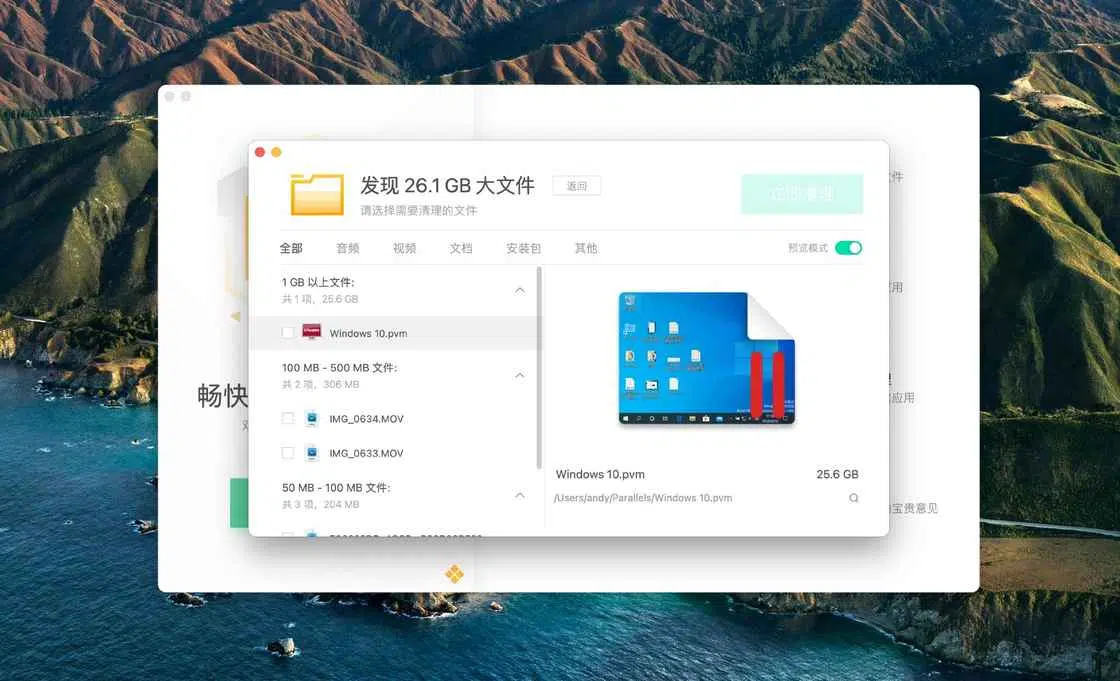 发现 26.1 GB 大文件
返回
请选择需要清理的文件
立即清理
全部
音频
视频
文档
安装包
其他
预览模式
1 GB 以上文件:
共 1 项，25.6 GB
Windows 10.pvm
100 MB - 500 MB 文件:
共 2 项，306 MB
IMG_0634.MOV
IMG_0633.MOV
50 MB - 100 MB 文件:
共 3 项，204 MB
Windows 10.pvm
25.6 GB
/Users/andy/Parallels/Windows 10.pvm
畅快
件
应用
宝贵意见